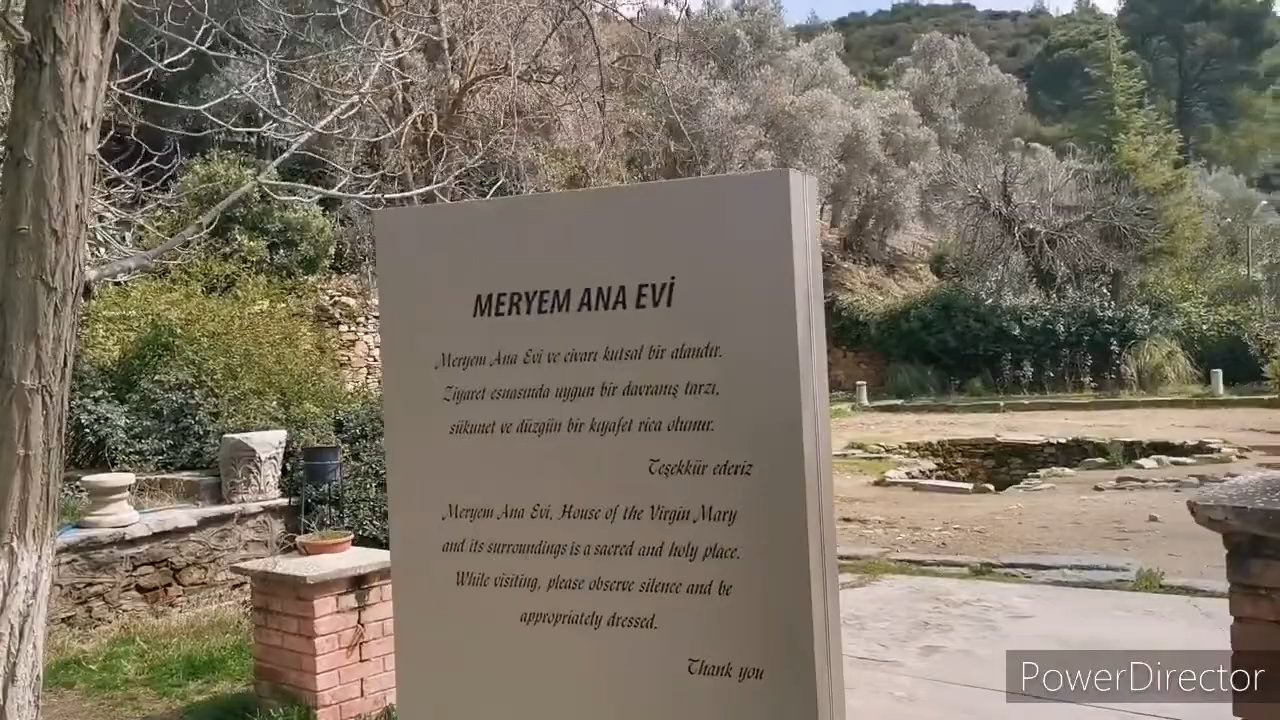 MERYEM ANA EVİ
Meryem Ana Evi ve civarı kutsal bir alandır.
Ziyaret esnasında uygun bir davranış tarzı,
sükunet ve düzgün bir kıyafet rica olunur.
Teşekkür ederiz
Meryem Ana Evi, House of the Virgin Mary
and its surroundings is a sacred and holy place.
While visiting, please observe silence and be
appropriately dressed.
Thank you
PowerDirector